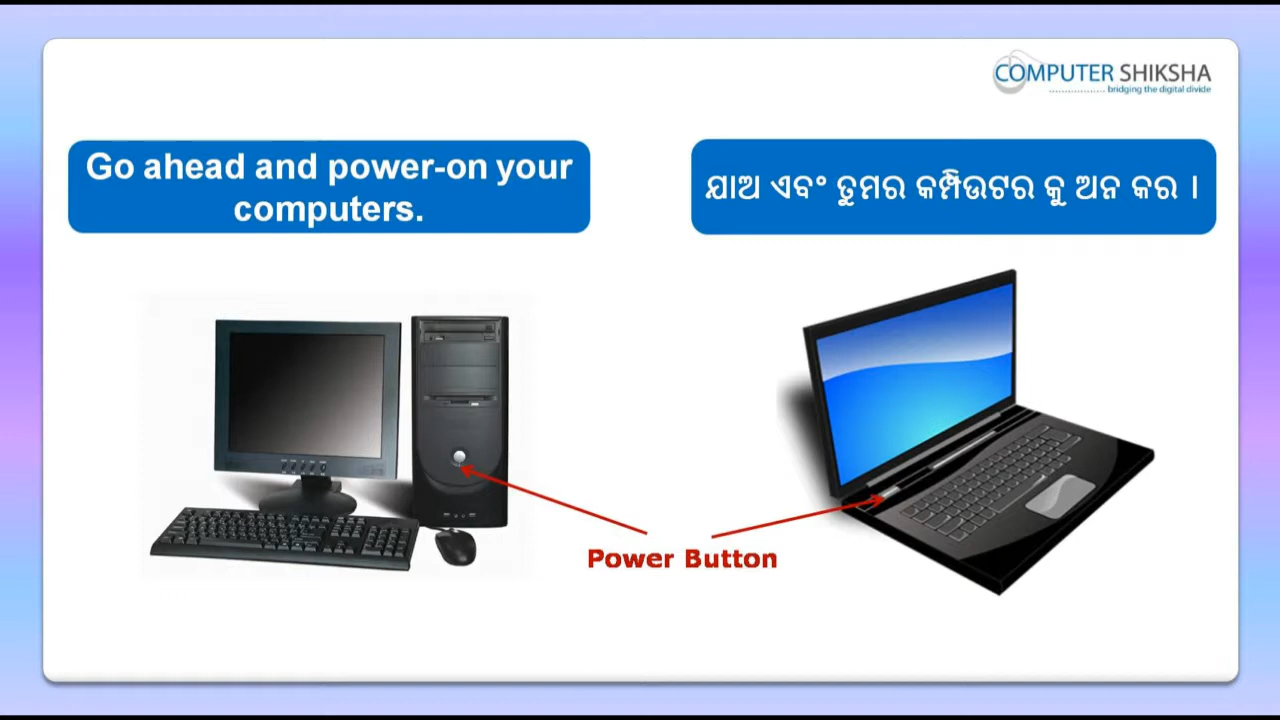 COMPUTER SHIKSHA
bridging the digital divide
Go ahead and power-on your
computers.
ଯାଅ ଏବଂ ତୁମର କମ୍ପିଉଟର କୁ ଅନ କର ।
Power Button